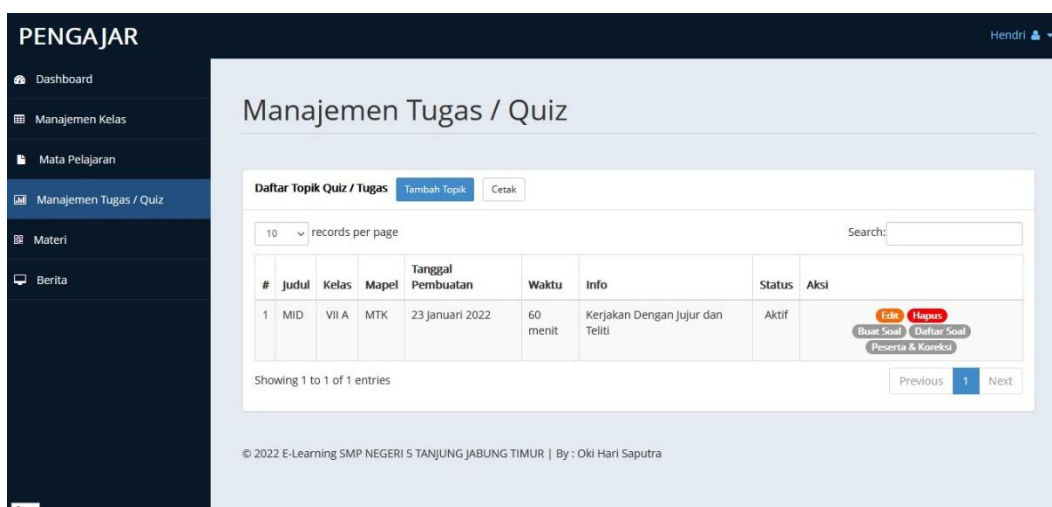 PENGAJAR
Hendri
Dashboard
Manajemen Kelas
Mata Pelajaran
Manajemen Tugas / Quiz
Materi
Berita
Manajemen Tugas / Quiz
Daftar Topik Quiz / Tugas Tambah Topik Cetak
10 records per page Search:
# Judul Kelas Mapel Tanggal Pembuatan Waktu Info Status Aksi
1 MID VII A MTK 23 Januari 2022 60 menit Kerjakan Dengan Jujur dan Teliti Aktif Edit Hapus
Buat Soal Daftar Soal
Peserta & Koreksi
Showing 1 to 1 of 1 entries Previous 1 Next
© 2022 E-Learning SMP NEGERI 5 TANJUNG JABUNG TIMUR | By : Oki Hari Saputra